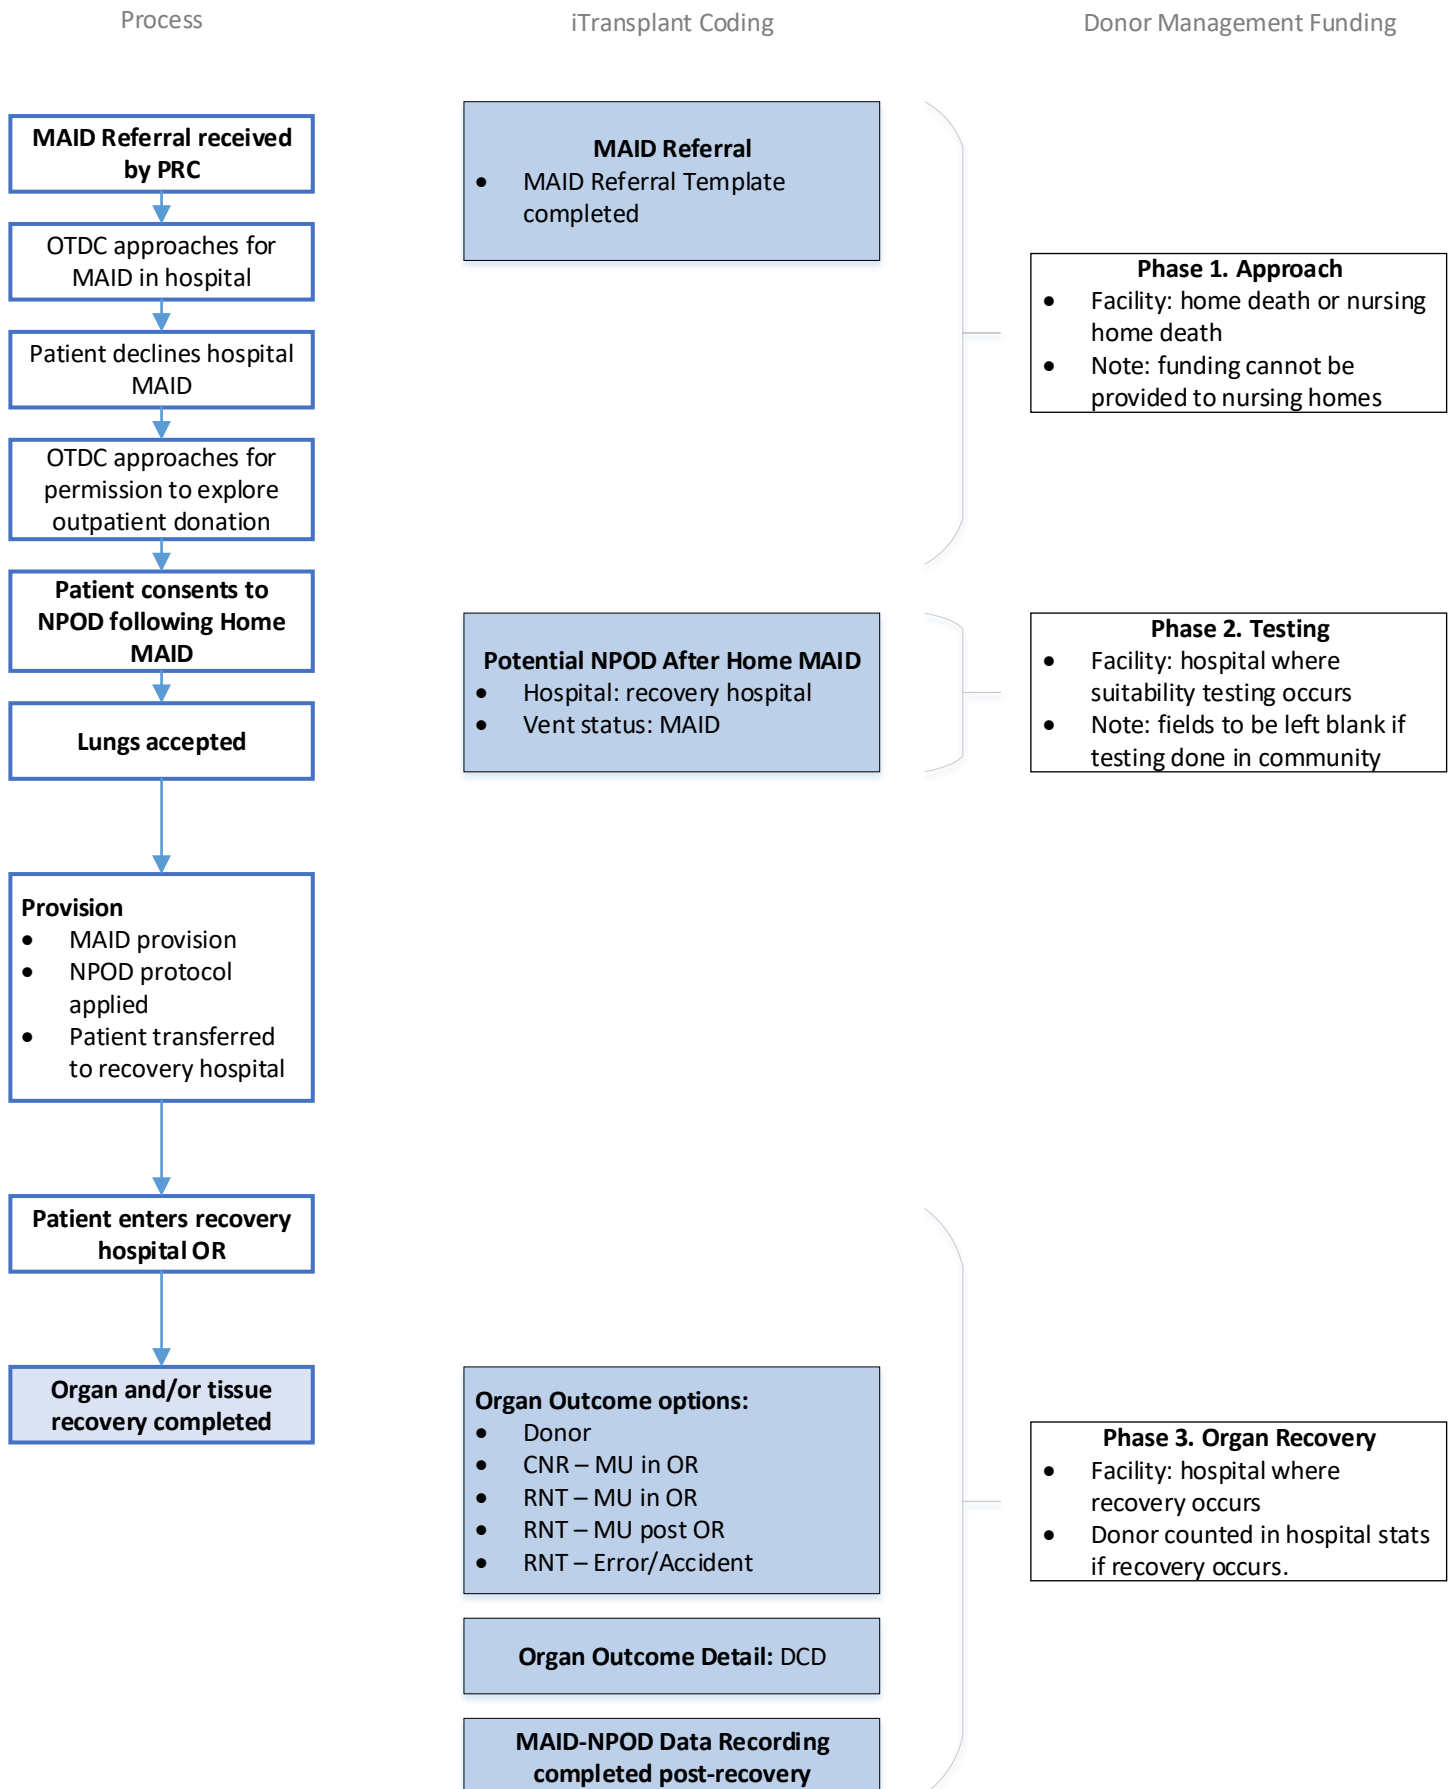 Process
iTransplant Coding
Donor Management Funding
MAID Referral received
by PRC
OTDC approaches for
MAID in hospital
Patient declines hospital
MAID
OTDC approaches for
permission to explore
outpatient donation
Patient consents to
NPOD following Home
MAID
Lungs accepted
Provision
• MAID provision
• NPOD protocol
applied
• Patient transferred
to recovery hospital
Patient enters recovery
hospital OR
Organ and/or tissue
recovery completed
MAID Referral
• MAID Referral Template
completed
Potential NPOD After Home MAID
• Hospital: recovery hospital
• Vent status: MAID
Organ Outcome options:
• Donor
• CNR – MU in OR
• RNT – MU in OR
• RNT – MU post OR
• RNT – Error/Accident
Organ Outcome Detail: DCD
MAID-NPOD Data Recording
completed post-recovery
Phase 1. Approach
• Facility: home death or nursing
home death
• Note: funding cannot be
provided to nursing homes
Phase 2. Testing
• Facility: hospital where
suitability testing occurs
• Note: fields to be left blank if
testing done in community
Phase 3. Organ Recovery
• Facility: hospital where
recovery occurs
• Donor counted in hospital stats
if recovery occurs.